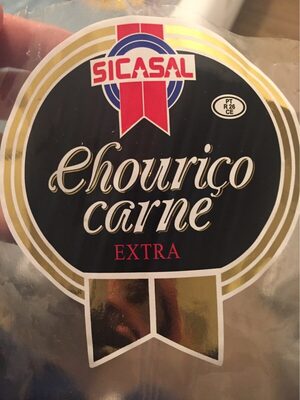 SICASAL
PT
R 26
CE
Chouriço
carne
EXTRA